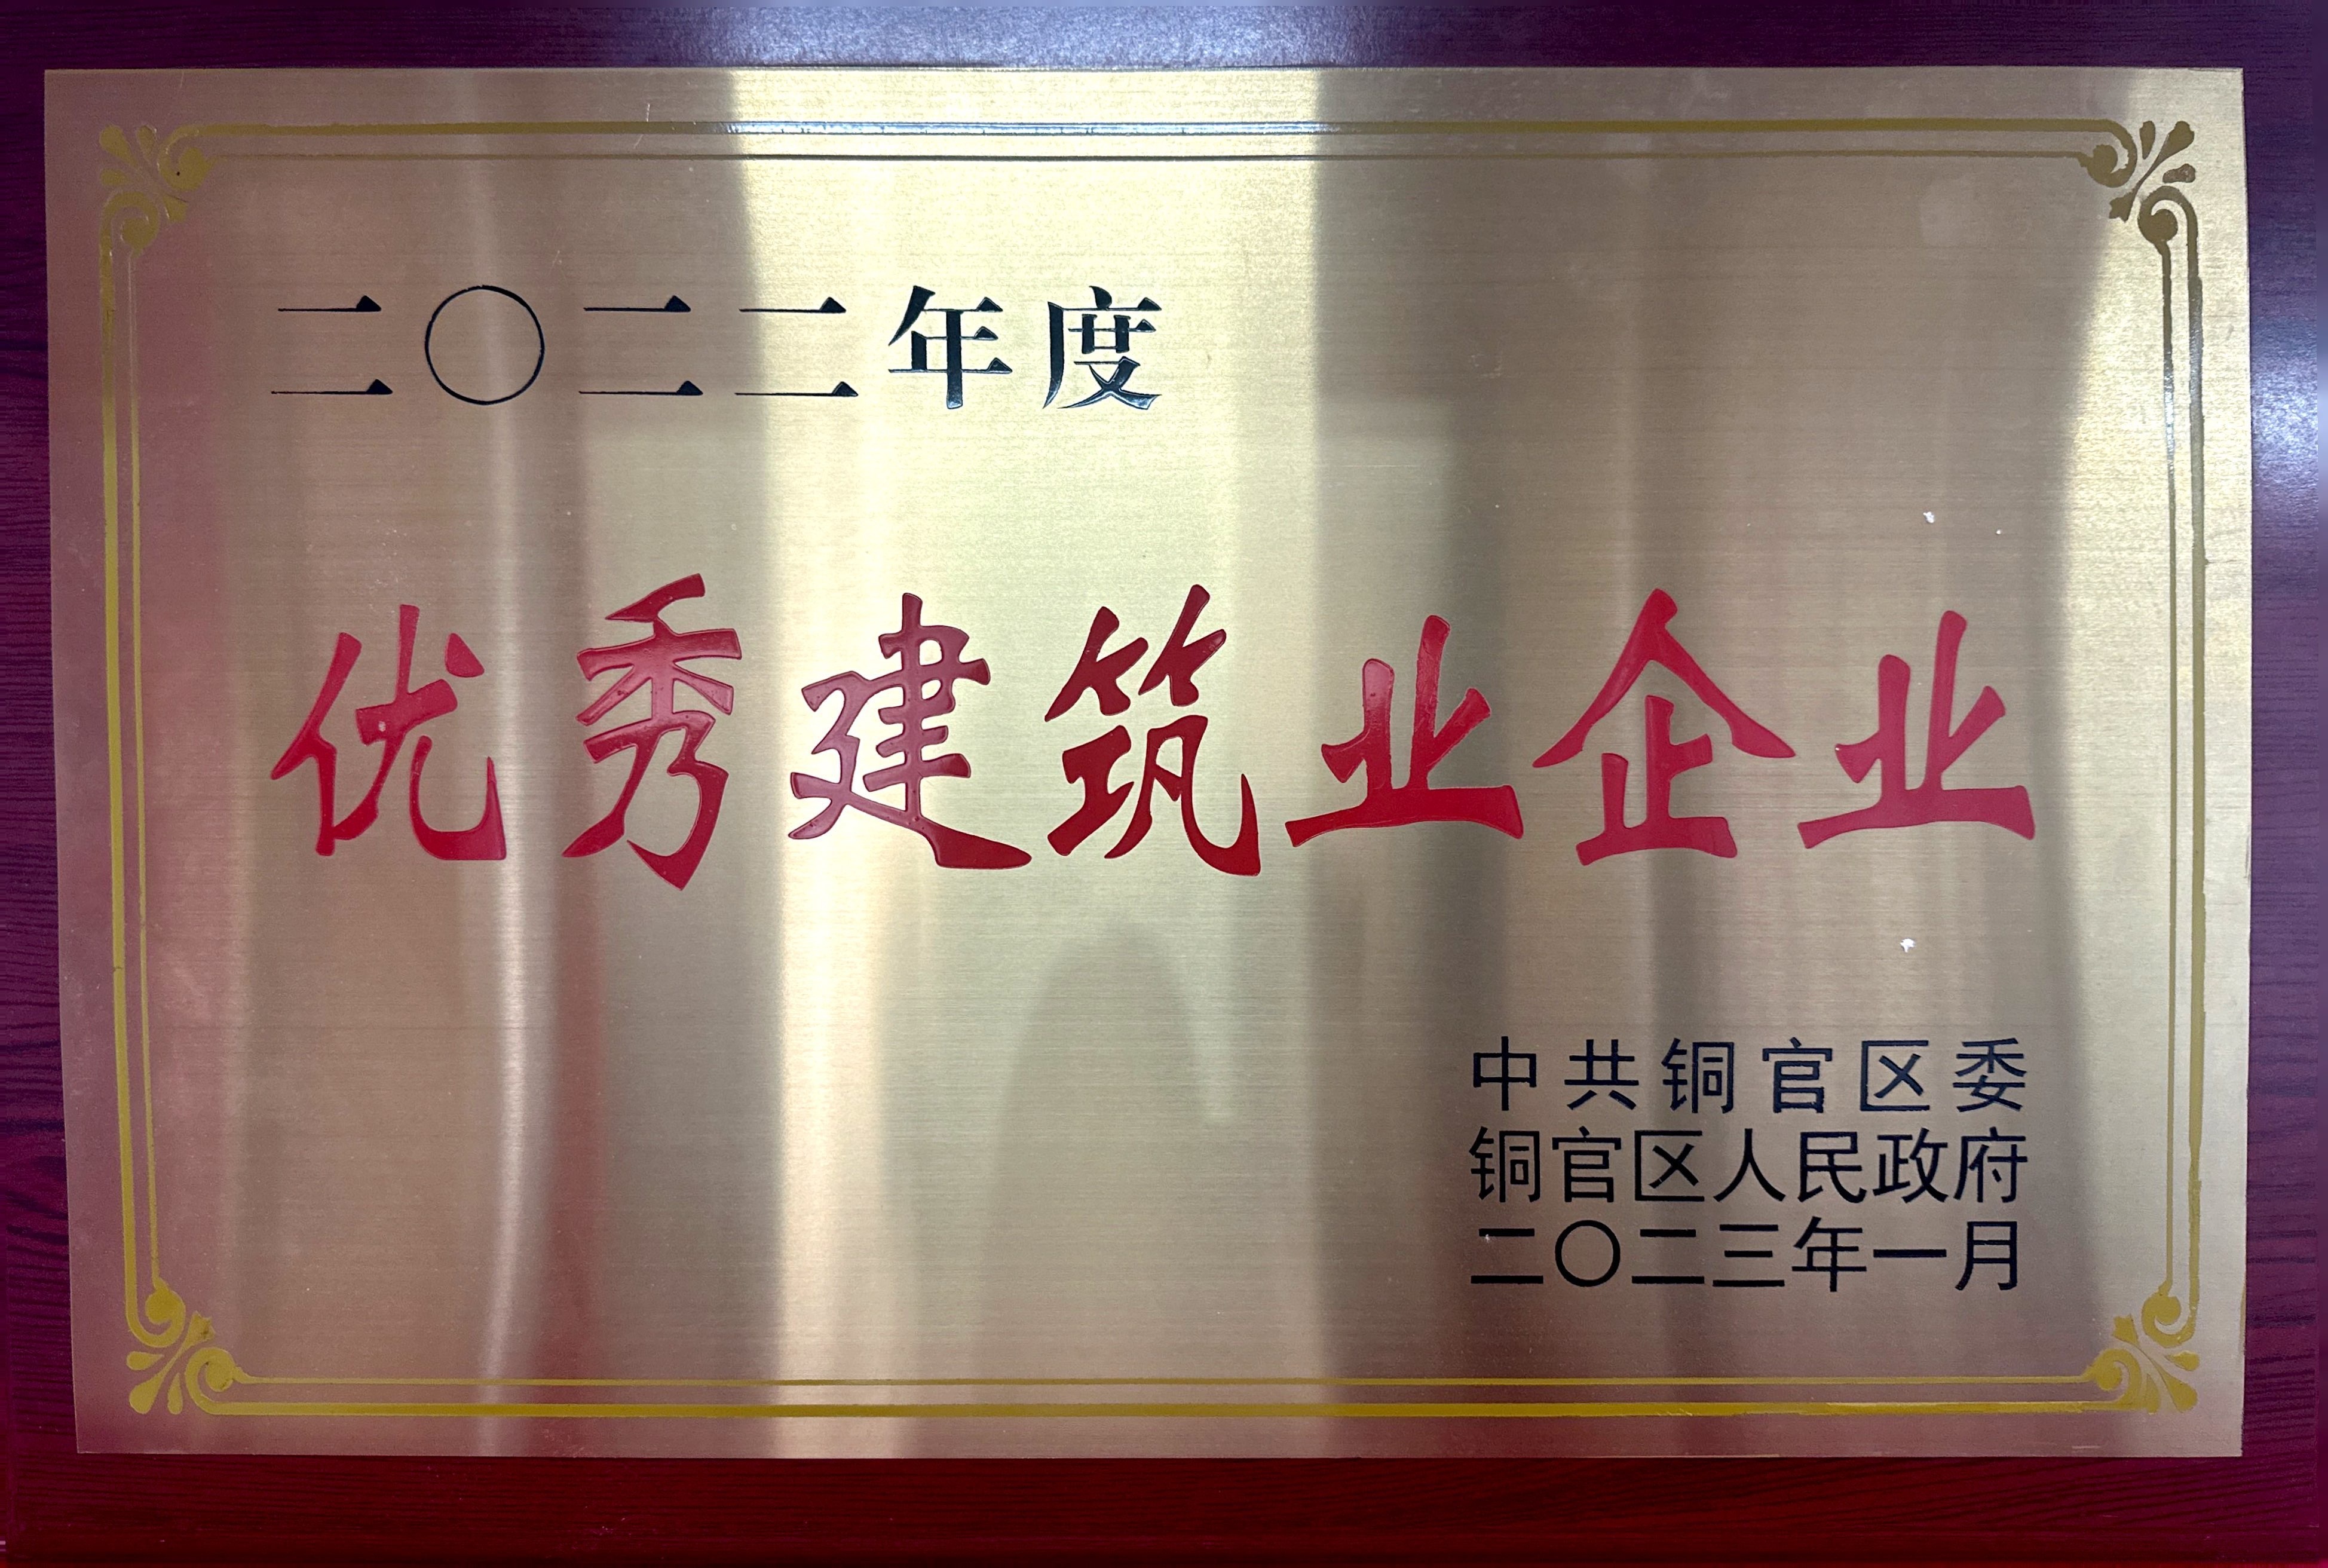 二〇二二年度
优秀建筑业企业
中共铜官区委
铜官区人民政府
二〇二三年一月